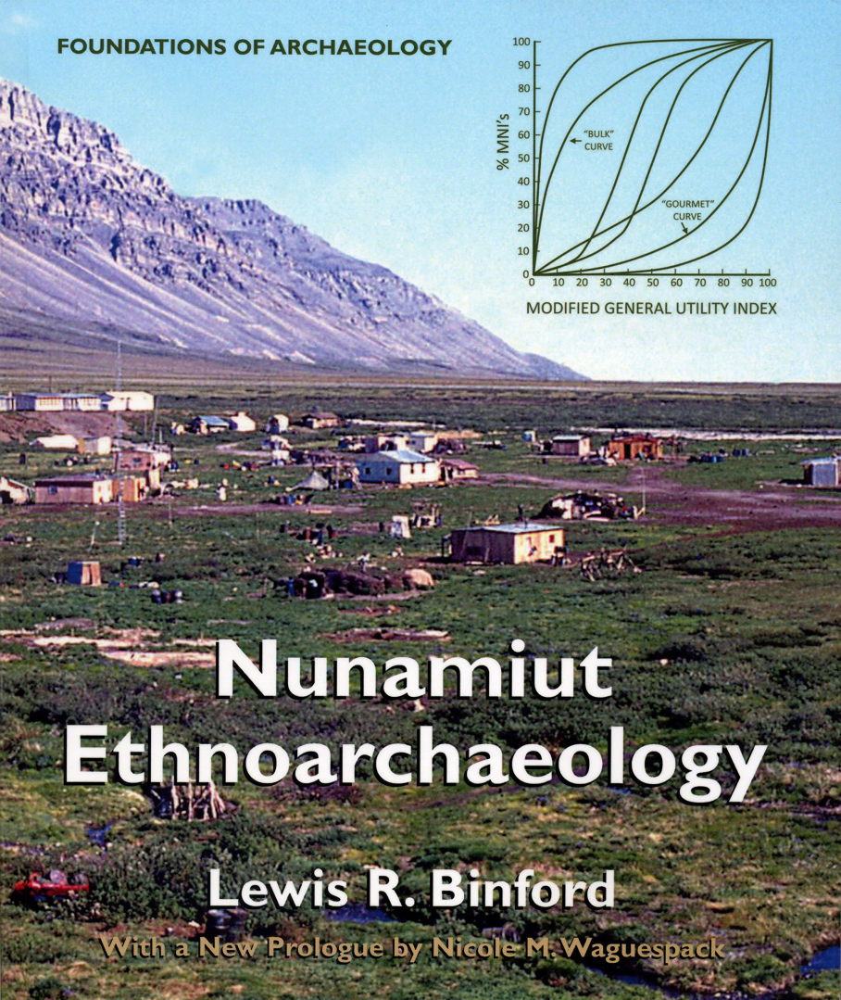 FOUNDATIONS OF ARCHAEOLOGY
100
90
80
70
60
50
40
30
20
10
0
% MNI's
"BULK"
CURVE
"GOURMET"
CURVE
0 10 20 30 40 50 60 70 80 90 100
MODIFIED GENERAL UTILITY INDEX
Nunamiut
Ethnoarchaeology
Lewis R. Binford
With a New Prologue by Nicole M. Waguespack